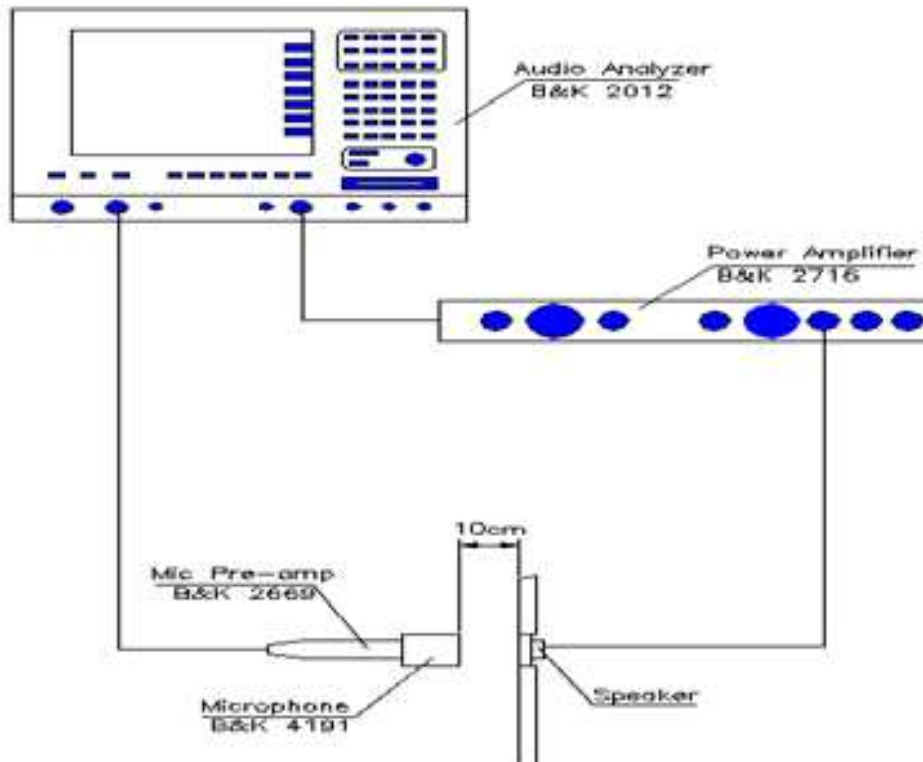 Audio Analyzer
B&K 2012
Power Amplifier
B&K 2716
10cm
Mic Pre-amp
B&K 2669
Microphone
B&K 4191
Speaker